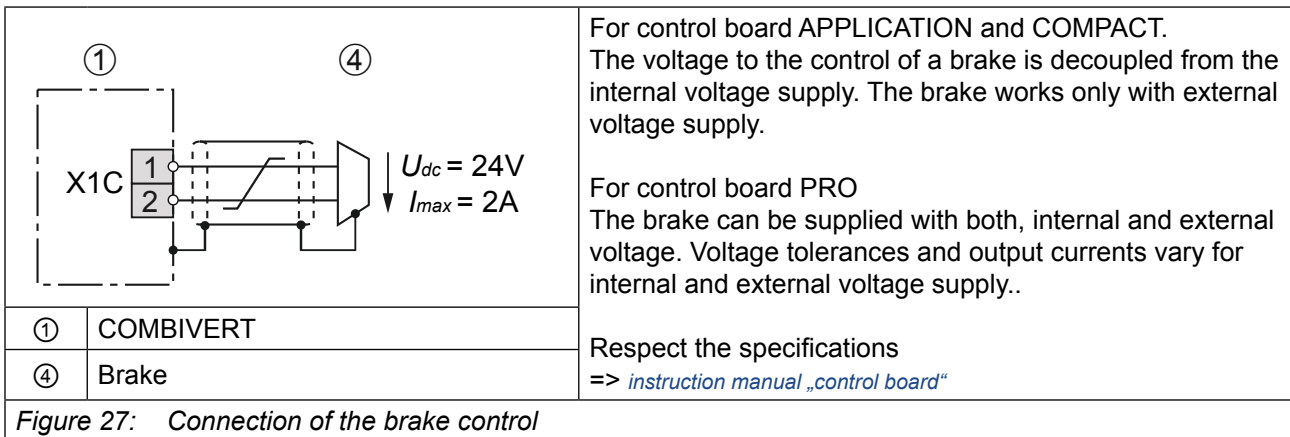 ① ④
X1C
1
2
Udc = 24V
Imax = 2A
① COMBIVERT
④ Brake
For control board APPLICATION and COMPACT.
The voltage to the control of a brake is decoupled from the
internal voltage supply. The brake works only with external
voltage supply.
For control board PRO
The brake can be supplied with both, internal and external
voltage. Voltage tolerances and output currents vary for
internal and external voltage supply..
Respect the specifications
=> instruction manual „control board“
Figure 27: Connection of the brake control